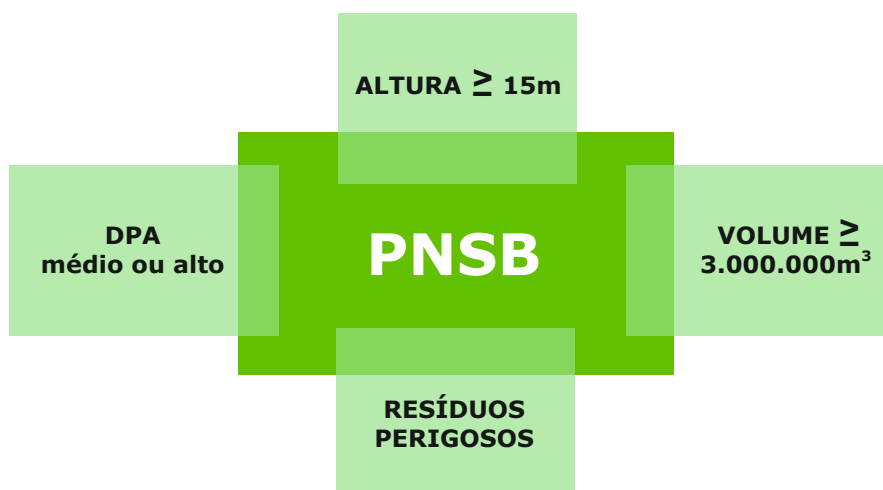 ALTURA ≥ 15m
DPA
médio ou alto
PNSB
VOLUME ≥
3.000.000m³
RESÍDUOS
PERIGOSOS